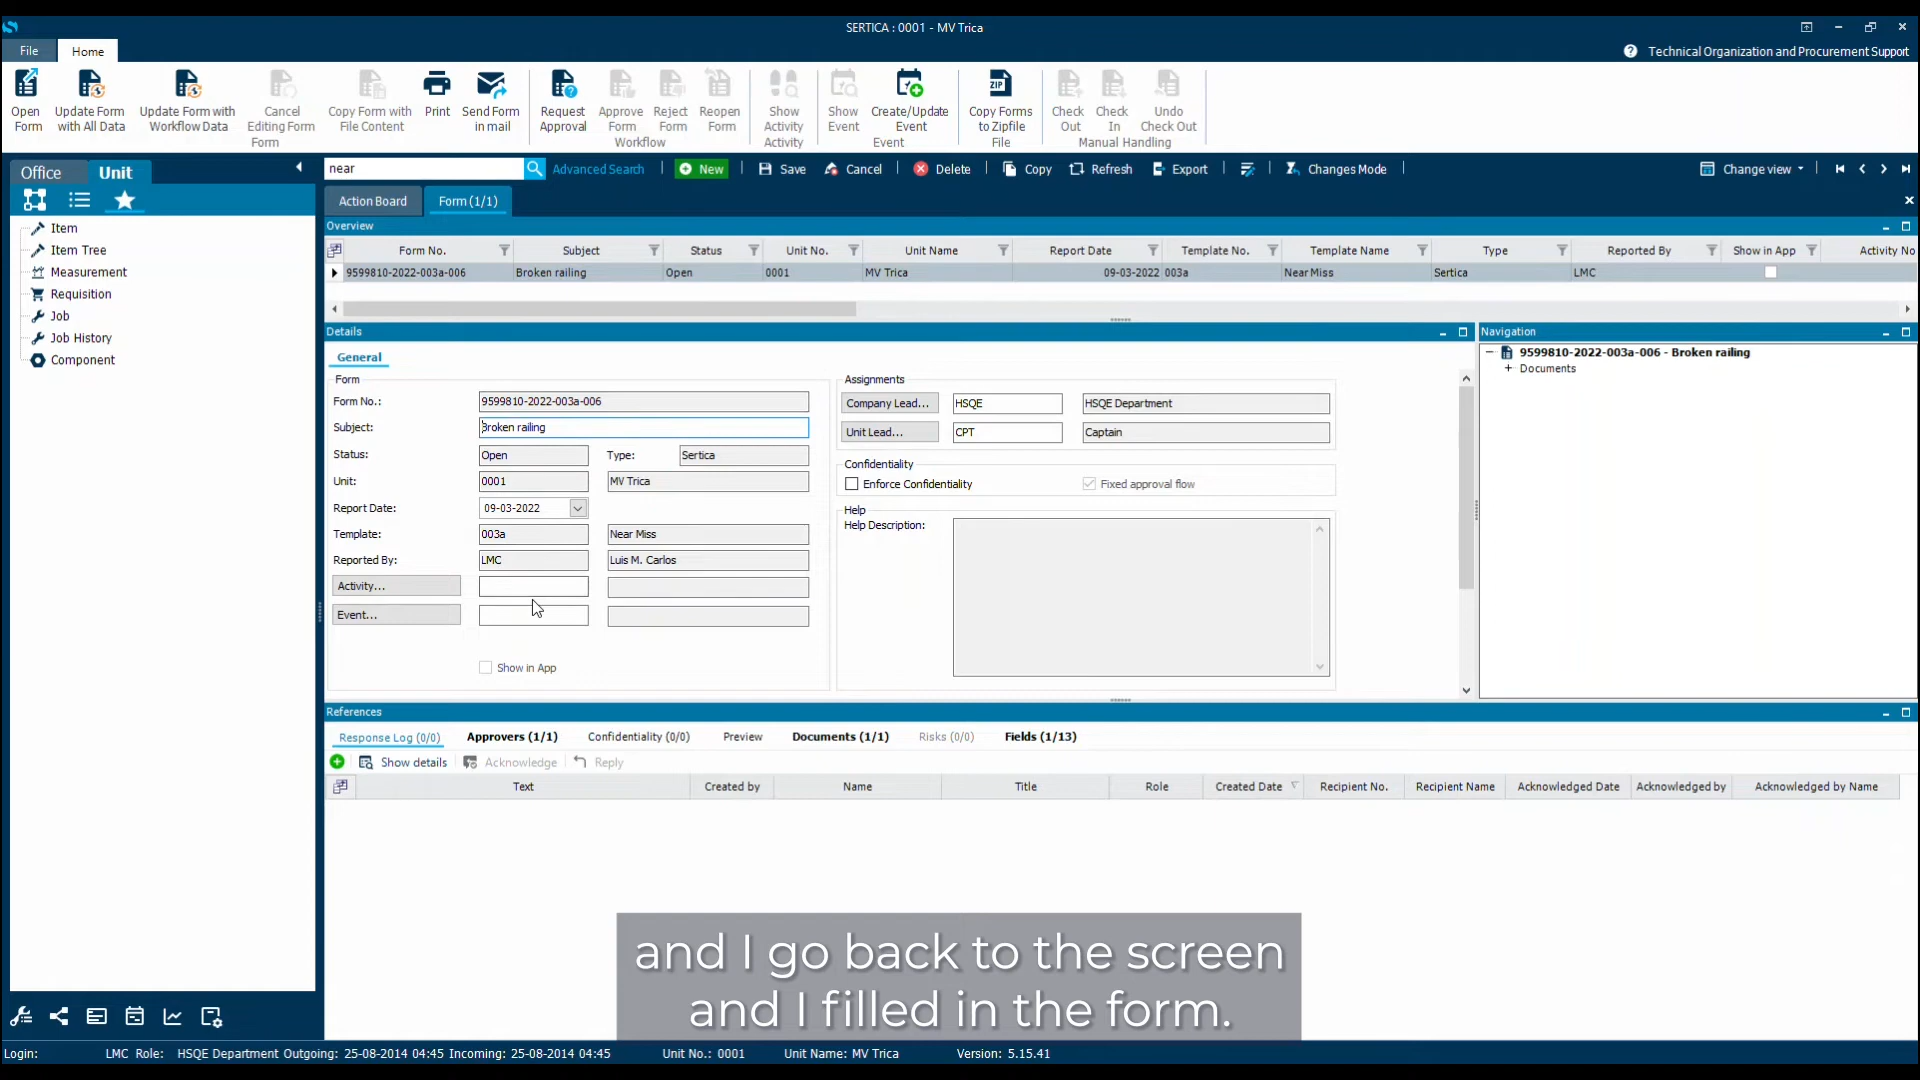 SERTICA : 0001 - MV Trica
File Home
Technical Organization and Procurement Support
Open Form
Update Form with All Data
Update Form with Workflow Data
Cancel Editing Form
Copy Form with File Content
Print
Send Form in mail
Request Approval
Approve Form
Reject Form
Reopen Form
Show Activity
Show Event
Create/Update Event
ZIP
Copy Forms to Zipfile
Check Out
Check In
Undo Check Out
Form Workflow Activity Event File Manual Handling
Office Unit
near Advanced Search New Save Cancel Delete Copy Refresh Export Changes Mode Change view
Item
Item Tree
Measurement
Requisition
Job
Job History
Component
Action Board Form (1/1)
Overview
Form No. Subject Status Unit No. Unit Name Report Date Template No. Template Name Type Reported By Show in App Activity No
9599810-2022-003a-006 Broken railing Open 0001 MV Trica 09-03-2022 003a Near Miss Sertica LMC
Details
General
Form
Form No.: 9599810-2022-003a-006
Subject: Broken railing
Status: Open Type: Sertica
Unit: 0001 MV Trica
Report Date: 09-03-2022
Template: 003a Near Miss
Reported By: LMC Luis M. Carlos
Activity...
Event...
Show in App
Assignments
Company Lead... HSQE HSQE Department
Unit Lead... CPT Captain
Confidentiality
Enforce Confidentiality Fixed approval flow
Help
Help Description:
Navigation
9599810-2022-003a-006 - Broken railing
Documents
References
Response Log (0/0) Approvers (1/1) Confidentiality (0/0) Preview Documents (1/1) Risks (0/0) Fields (1/13)
Show details Acknowledge Reply
Text Created by Name Title Role Created Date Recipient No. Recipient Name Acknowledged Date Acknowledged by Acknowledged by Name
and I go back to the screen
and I filled in the form.
Login: LMC Role: HSQE Department Outgoing: 25-08-2014 04:45 Incoming: 25-08-2014 04:45 Unit No.: 0001 Unit Name: MV Trica Version: 5.15.41